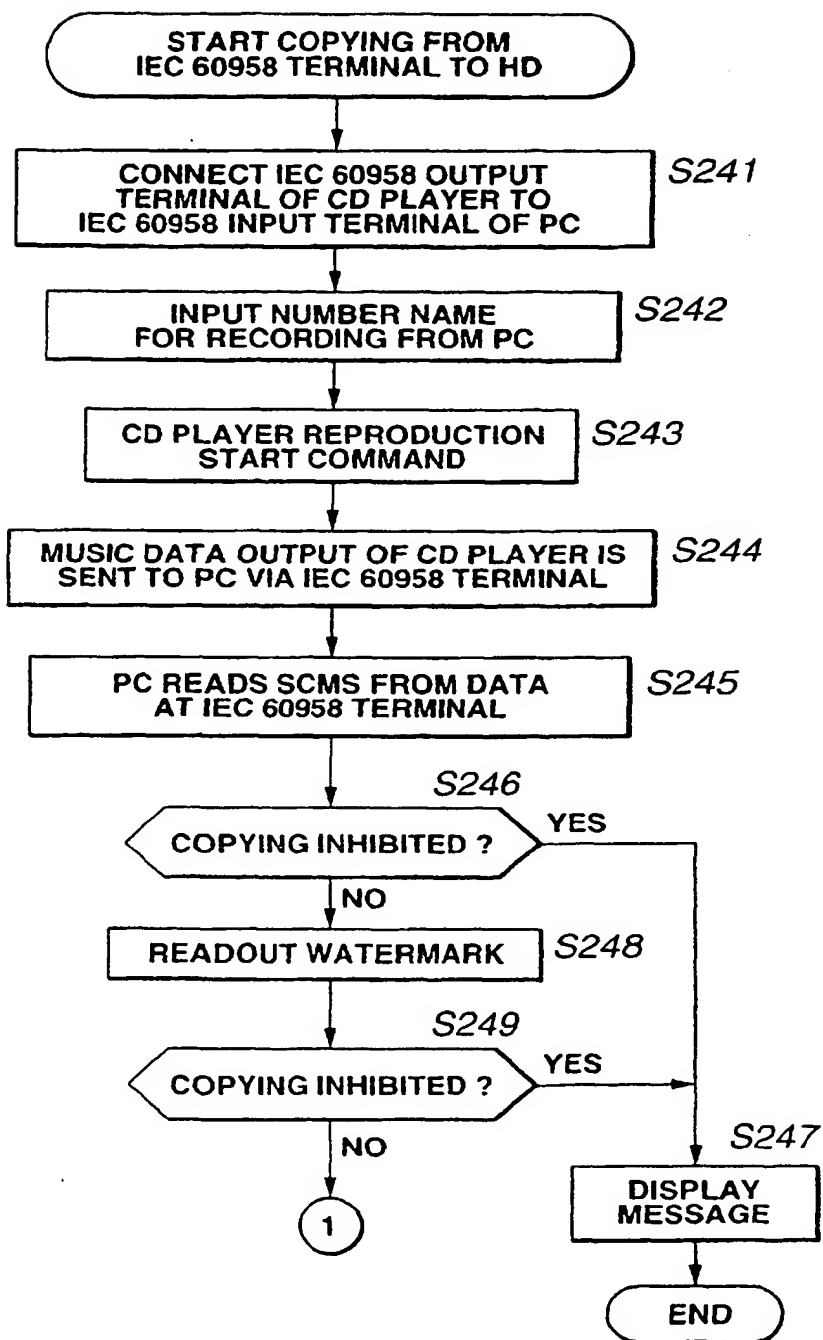 START COPYING FROM
IEC 60958 TERMINAL TO HD
CONNECT IEC 60958 OUTPUT
TERMINAL OF CD PLAYER TO
IEC 60958 INPUT TERMINAL OF PC
S241
INPUT NUMBER NAME
FOR RECORDING FROM PC
S242
CD PLAYER REPRODUCTION
START COMMAND
S243
MUSIC DATA OUTPUT OF CD PLAYER IS
SENT TO PC VIA IEC 60958 TERMINAL
S244
PC READS SCMS FROM DATA
AT IEC 60958 TERMINAL
S245
S246
COPYING INHIBITED ?
YES
NO
READOUT WATERMARK
S248
S249
COPYING INHIBITED ?
YES
NO
1
S247
DISPLAY
MESSAGE
END